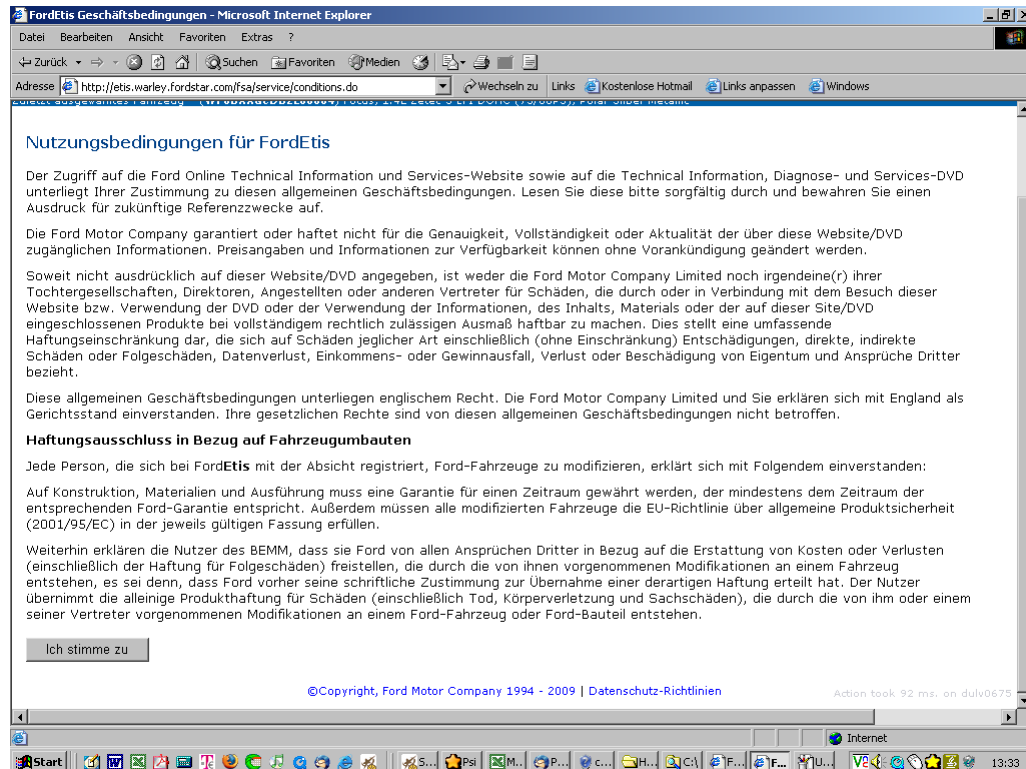 FordEtis Geschäftsbedingungen - Microsoft Internet Explorer
Datei Bearbeiten Ansicht Favoriten Extras ?
Zurück Suchen Favoriten Medien
Adresse http://etis.warley.fordstar.com/fsa/service/conditions.do Wechseln zu Links Kostenlose Hotmail Links anpassen Windows
Nutzungsbedingungen für FordEtis
Der Zugriff auf die Ford Online Technical Information und Services-Website sowie auf die Technical Information, Diagnose- und Services-DVD
unterliegt Ihrer Zustimmung zu diesen allgemeinen Geschäftsbedingungen. Lesen Sie diese bitte sorgfältig durch und bewahren Sie einen
Ausdruck für zukünftige Referenzzwecke auf.
Die Ford Motor Company garantiert oder haftet nicht für die Genauigkeit, Vollständigkeit oder Aktualität der über diese Website/DVD
zugänglichen Informationen. Preisangaben und Informationen zur Verfügbarkeit können ohne Vorankündigung geändert werden.
Soweit nicht ausdrücklich auf dieser Website/DVD angegeben, ist weder die Ford Motor Company Limited noch irgendeine(r) ihrer
Tochtergesellschaften, Direktoren, Angestellten oder anderen Vertreter für Schäden, die durch oder in Verbindung mit dem Besuch dieser
Website bzw. Verwendung der DVD oder der Verwendung der Informationen, des Inhalts, Materials oder der auf dieser Site/DVD
eingeschlossenen Produkte bei vollständigem rechtlich zulässigen Ausmaß haftbar zu machen. Dies stellt eine umfassende
Haftungseinschränkung dar, die sich auf Schäden jeglicher Art einschließlich (ohne Einschränkung) Entschädigungen, direkte, indirekte
Schäden oder Folgeschäden, Datenverlust, Einkommens- oder Gewinnausfall, Verlust oder Beschädigung von Eigentum und Ansprüche Dritter
bezieht.
Diese allgemeinen Geschäftsbedingungen unterliegen englischem Recht. Die Ford Motor Company Limited und Sie erklären sich mit England als
Gerichtsstand einverstanden. Ihre gesetzlichen Rechte sind von diesen allgemeinen Geschäftsbedingungen nicht betroffen.
Haftungsausschluss in Bezug auf Fahrzeugumbauten
Jede Person, die sich bei FordEtis mit der Absicht registriert, Ford-Fahrzeuge zu modifizieren, erklärt sich mit Folgendem einverstanden:
Auf Konstruktion, Materialien und Ausführung muss eine Garantie für einen Zeitraum gewährt werden, der mindestens dem Zeitraum der
entsprechenden Ford-Garantie entspricht. Außerdem müssen alle modifizierten Fahrzeuge die EU-Richtlinie über allgemeine Produktsicherheit
(2001/95/EC) in der jeweils gültigen Fassung erfüllen.
Weiterhin erklären die Nutzer des BEMM, dass sie Ford von allen Ansprüchen Dritter in Bezug auf die Erstattung von Kosten oder Verlusten
(einschließlich der Haftung für Folgeschäden) freistellen, die durch die von ihnen vorgenommenen Modifikationen an einem Fahrzeug
entstehen, es sei denn, dass Ford vorher seine schriftliche Zustimmung zur Übernahme einer derartigen Haftung erteilt hat. Der Nutzer
übernimmt die alleinige Produkthaftung für Schäden (einschließlich Tod, Körperverletzung und Sachschäden), die durch die von ihm oder einem
seiner Vertreter vorgenommenen Modifikationen an einem Ford-Fahrzeug oder Ford-Bauteil entstehen.
Ich stimme zu
©Copyright, Ford Motor Company 1994 - 2009 | Datenschutz-Richtlinien
Action took 92 ms. on dulv0675
Internet
Start S... Psi M... P... c... H... C:\ F... F... U... 13:33